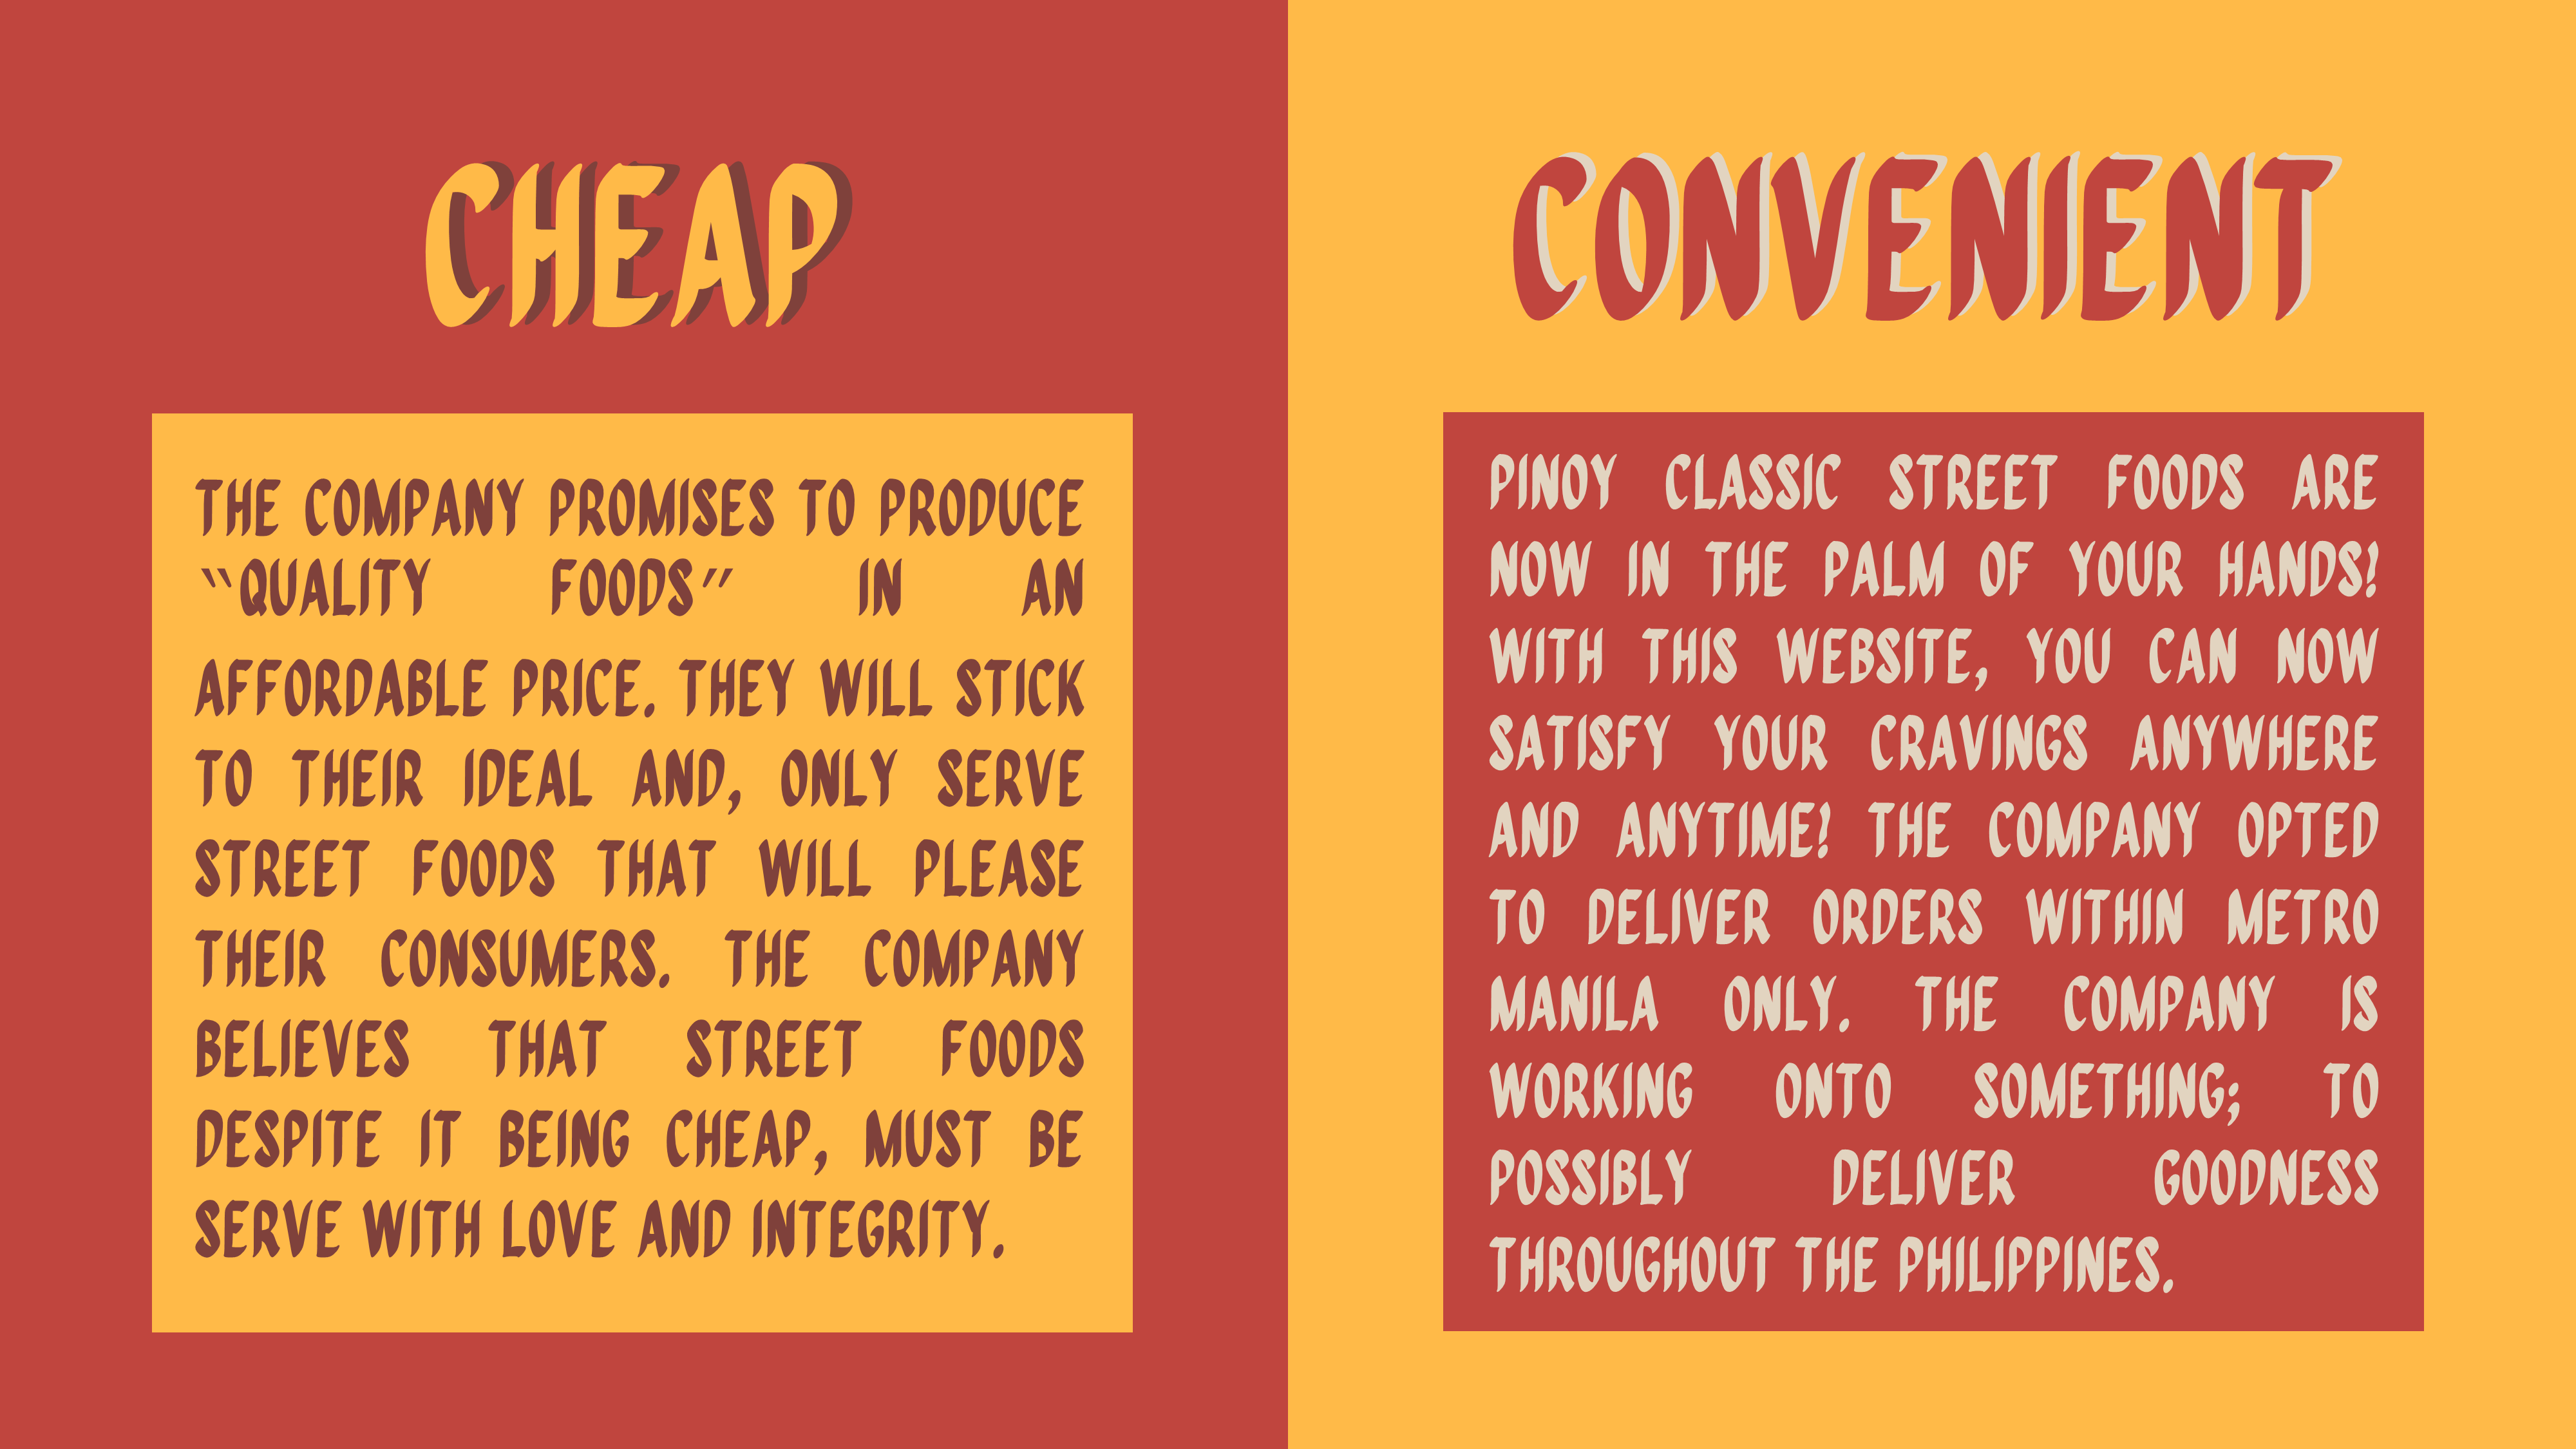 CHEAP
THE COMPANY PROMISES TO PRODUCE
"QUALITY FOODS" IN AN
AFFORDABLE PRICE. THEY WILL STICK
TO THEIR IDEAL AND, ONLY SERVE
STREET FOODS THAT WILL PLEASE
THEIR CONSUMERS. THE COMPANY
BELIEVES THAT STREET FOODS
DESPITE IT BEING CHEAP, MUST BE
SERVE WITH LOVE AND INTEGRITY.
CONVENIENT
PINOY CLASSIC STREET FOODS ARE
NOW IN THE PALM OF YOUR HANDS!
WITH THIS WEBSITE, YOU CAN NOW
SATISFY YOUR CRAVINGS ANYWHERE
AND ANYTIME! THE COMPANY OPTED
TO DELIVER ORDERS WITHIN METRO
MANILA ONLY. THE COMPANY IS
WORKING ONTO SOMETHING; TO
POSSIBLY DELIVER GOODNESS
THROUGHOUT THE PHILIPPINES.